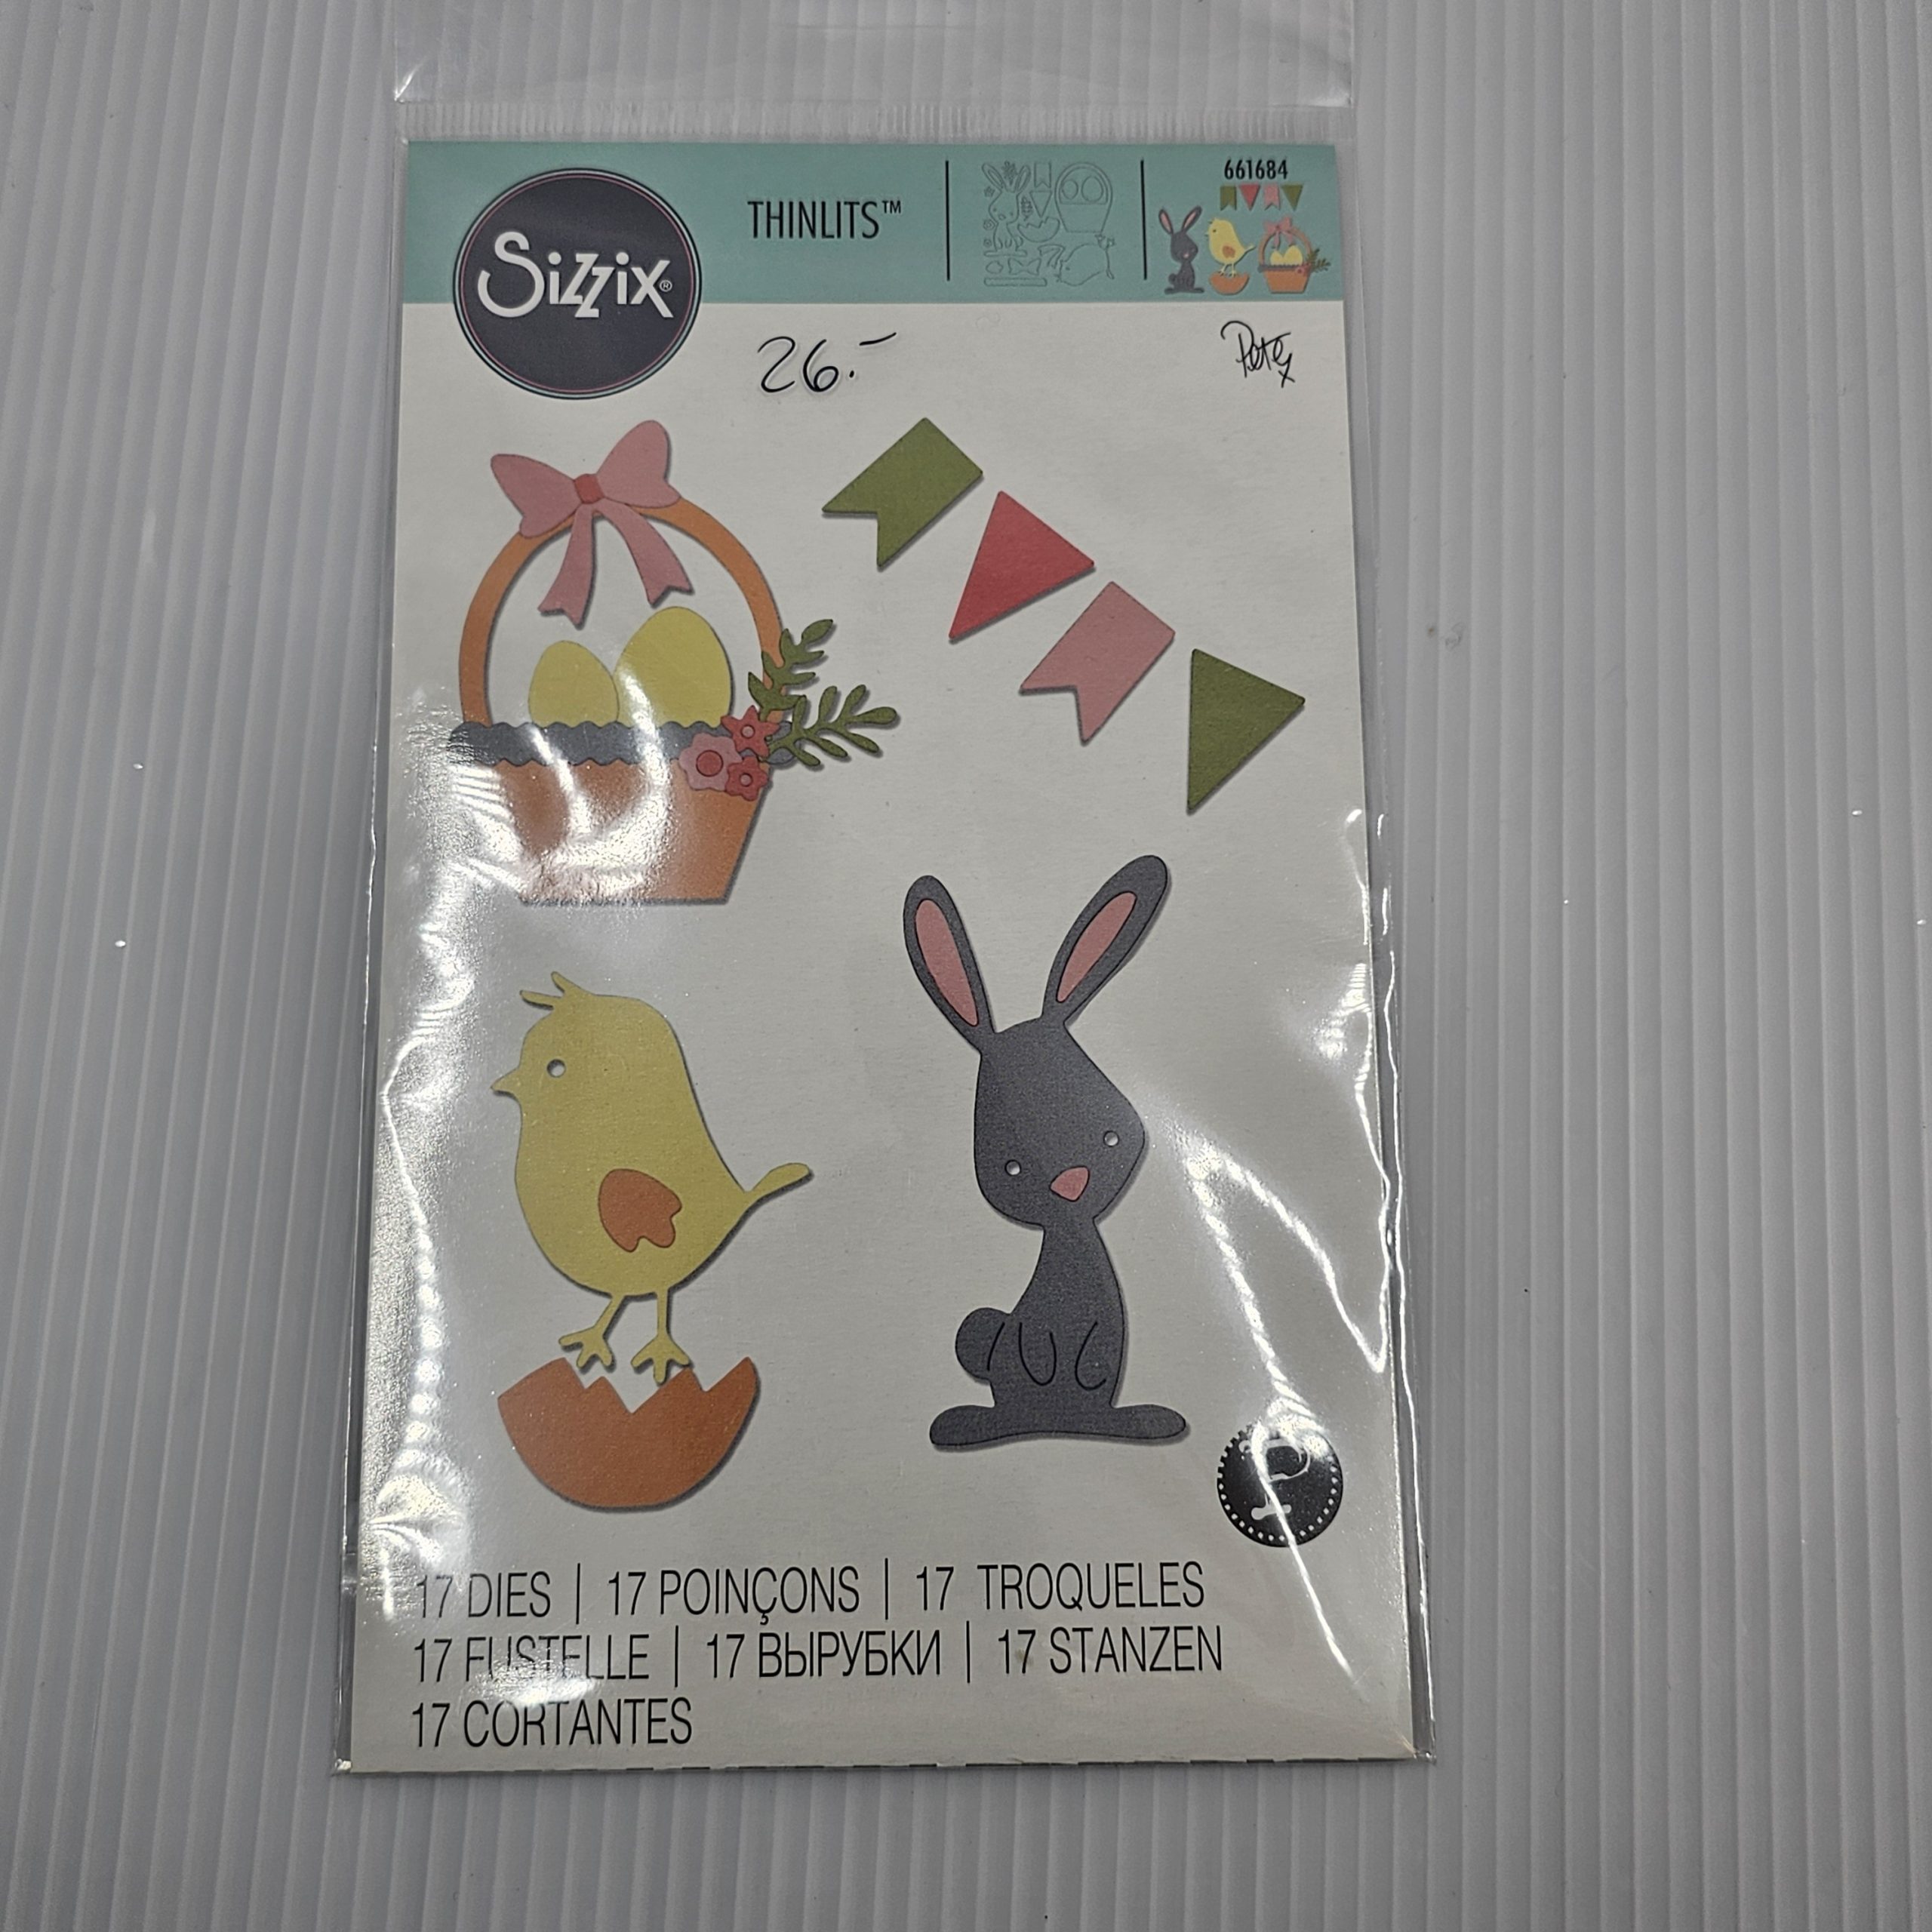 Sizzix®
THINLITS™
661684
26.-
Pete x
17 DIES | 17 POINÇONS | 17 TROQUELES
17 FUSTELLE | 17 ВЫРУБКИ | 17 STANZEN
17 CORTANTES